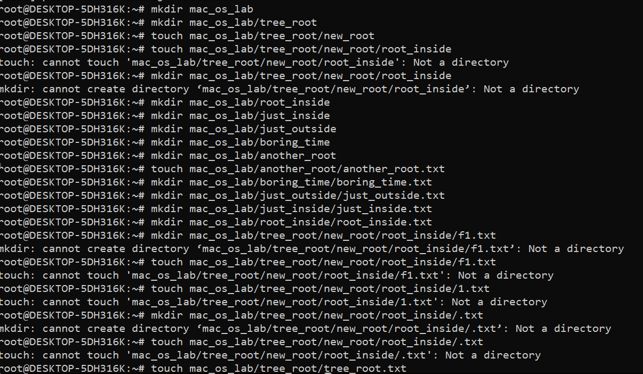 root@DESKTOP-5DH316K:~# mkdir mac_os_lab
root@DESKTOP-5DH316K:~# mkdir mac_os_lab/tree_root
root@DESKTOP-5DH316K:~# touch mac_os_lab/tree_root/new_root
root@DESKTOP-5DH316K:~# touch mac_os_lab/tree_root/new_root/root_inside
touch: cannot touch 'mac_os_lab/tree_root/new_root/root_inside': Not a directory
root@DESKTOP-5DH316K:~# mkdir mac_os_lab/tree_root/new_root/root_inside
mkdir: cannot create directory ‘mac_os_lab/tree_root/new_root/root_inside’: Not a directory
root@DESKTOP-5DH316K:~# mkdir mac_os_lab/root_inside
root@DESKTOP-5DH316K:~# mkdir mac_os_lab/just_inside
root@DESKTOP-5DH316K:~# mkdir mac_os_lab/just_outside
root@DESKTOP-5DH316K:~# mkdir mac_os_lab/boring_time
root@DESKTOP-5DH316K:~# mkdir mac_os_lab/another_root
root@DESKTOP-5DH316K:~# touch mac_os_lab/another_root/another_root.txt
root@DESKTOP-5DH316K:~# mkdir mac_os_lab/boring_time/boring_time.txt
root@DESKTOP-5DH316K:~# mkdir mac_os_lab/just_outside/just_outside.txt
root@DESKTOP-5DH316K:~# mkdir mac_os_lab/just_inside/just_inside.txt
root@DESKTOP-5DH316K:~# mkdir mac_os_lab/root_inside/root_inside.txt
root@DESKTOP-5DH316K:~# mkdir mac_os_lab/tree_root/new_root/root_inside/f1.txt
mkdir: cannot create directory ‘mac_os_lab/tree_root/new_root/root_inside/f1.txt’: Not a directory
root@DESKTOP-5DH316K:~# touch mac_os_lab/tree_root/new_root/root_inside/f1.txt
touch: cannot touch 'mac_os_lab/tree_root/new_root/root_inside/f1.txt': Not a directory
root@DESKTOP-5DH316K:~# touch mac_os_lab/tree_root/new_root/root_inside/1.txt
touch: cannot touch 'mac_os_lab/tree_root/new_root/root_inside/1.txt': Not a directory
root@DESKTOP-5DH316K:~# mkdir mac_os_lab/tree_root/new_root/root_inside/.txt
mkdir: cannot create directory ‘mac_os_lab/tree_root/new_root/root_inside/.txt’: Not a directory
root@DESKTOP-5DH316K:~# touch mac_os_lab/tree_root/new_root/root_inside/.txt
touch: cannot touch 'mac_os_lab/tree_root/new_root/root_inside/.txt': Not a directory
root@DESKTOP-5DH316K:~# touch mac_os_lab/tree_root/tree_root.txt